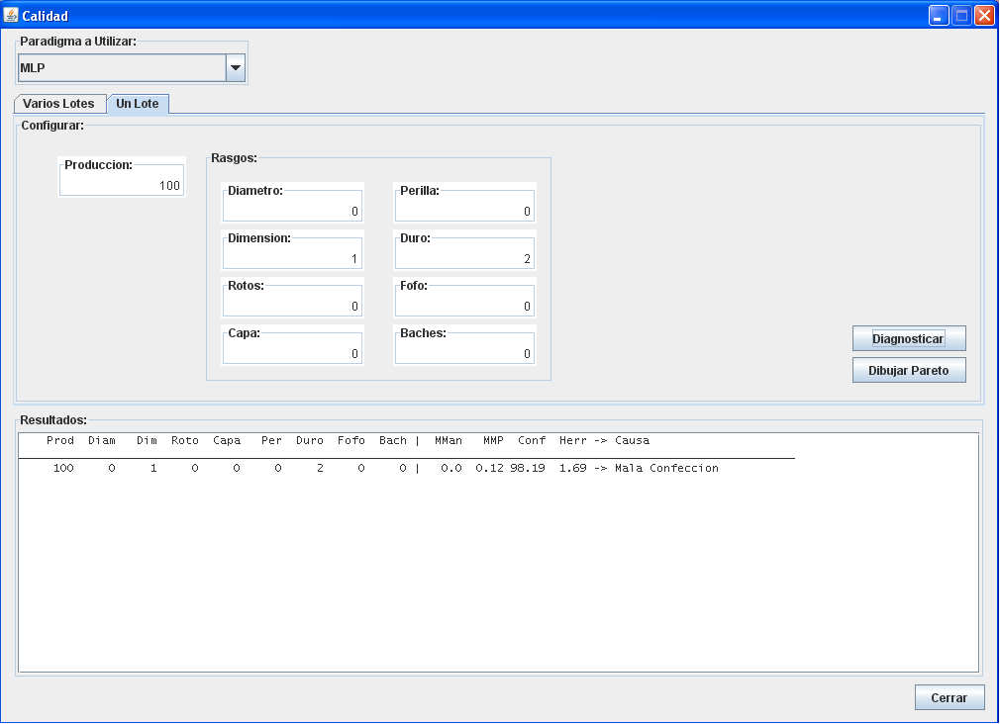 Calidad
Paradigma a Utilizar:
MLP
Varios Lotes Un Lote
Configurar:
Produccion:
100
Rasgos:
Diametro: Perilla:
0 0
Dimension: Duro:
1 2
Rotos: Fofo:
0 0
Capa: Baches:
0 0
Diagnosticar
Dibujar Pareto
Resultados:
Prod Diam Dim Roto Capa Per Duro Fofo Bach | MMan MMP Conf Herr -> Causa
100 0 1 0 0 0 2 0 0 | 0.0 0.12 98.19 1.69 -> Mala Confeccion
Cerrar